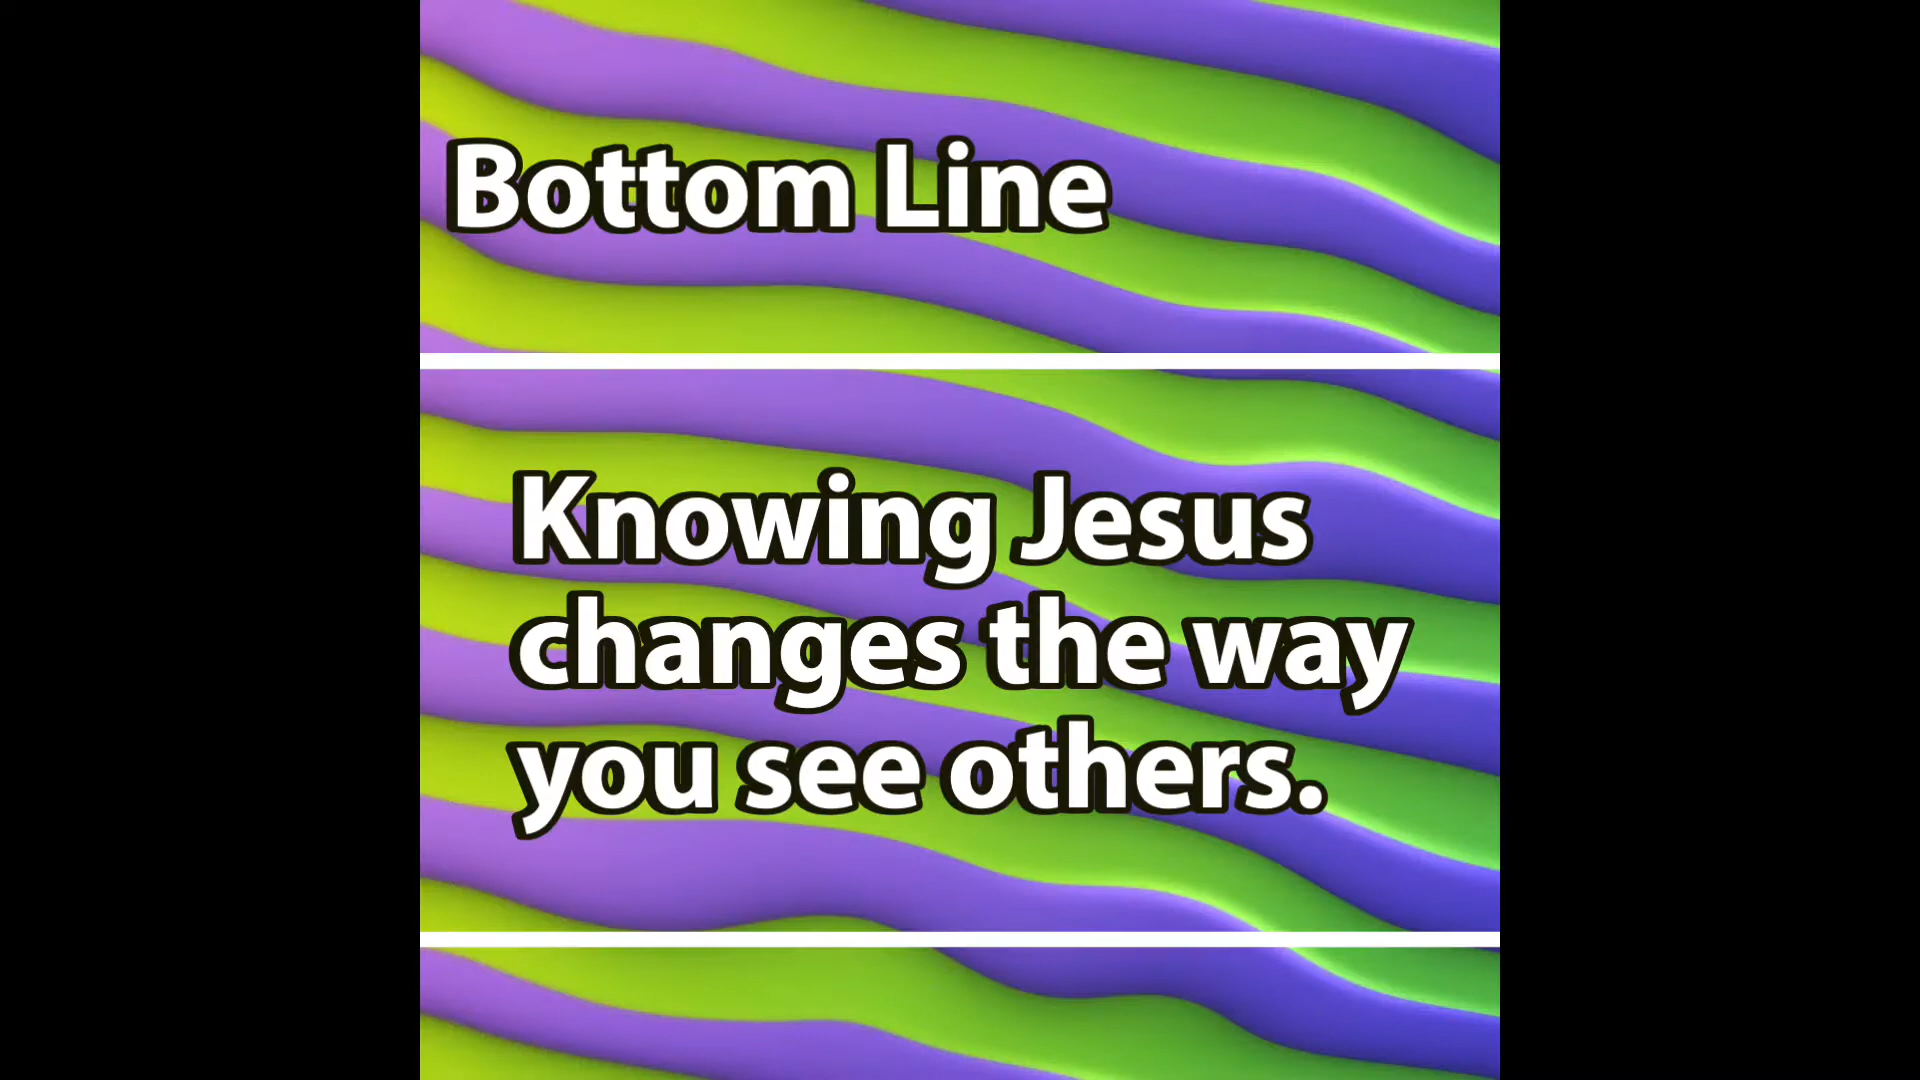 Bottom Line
Knowing Jesus
changes the way
you see others.